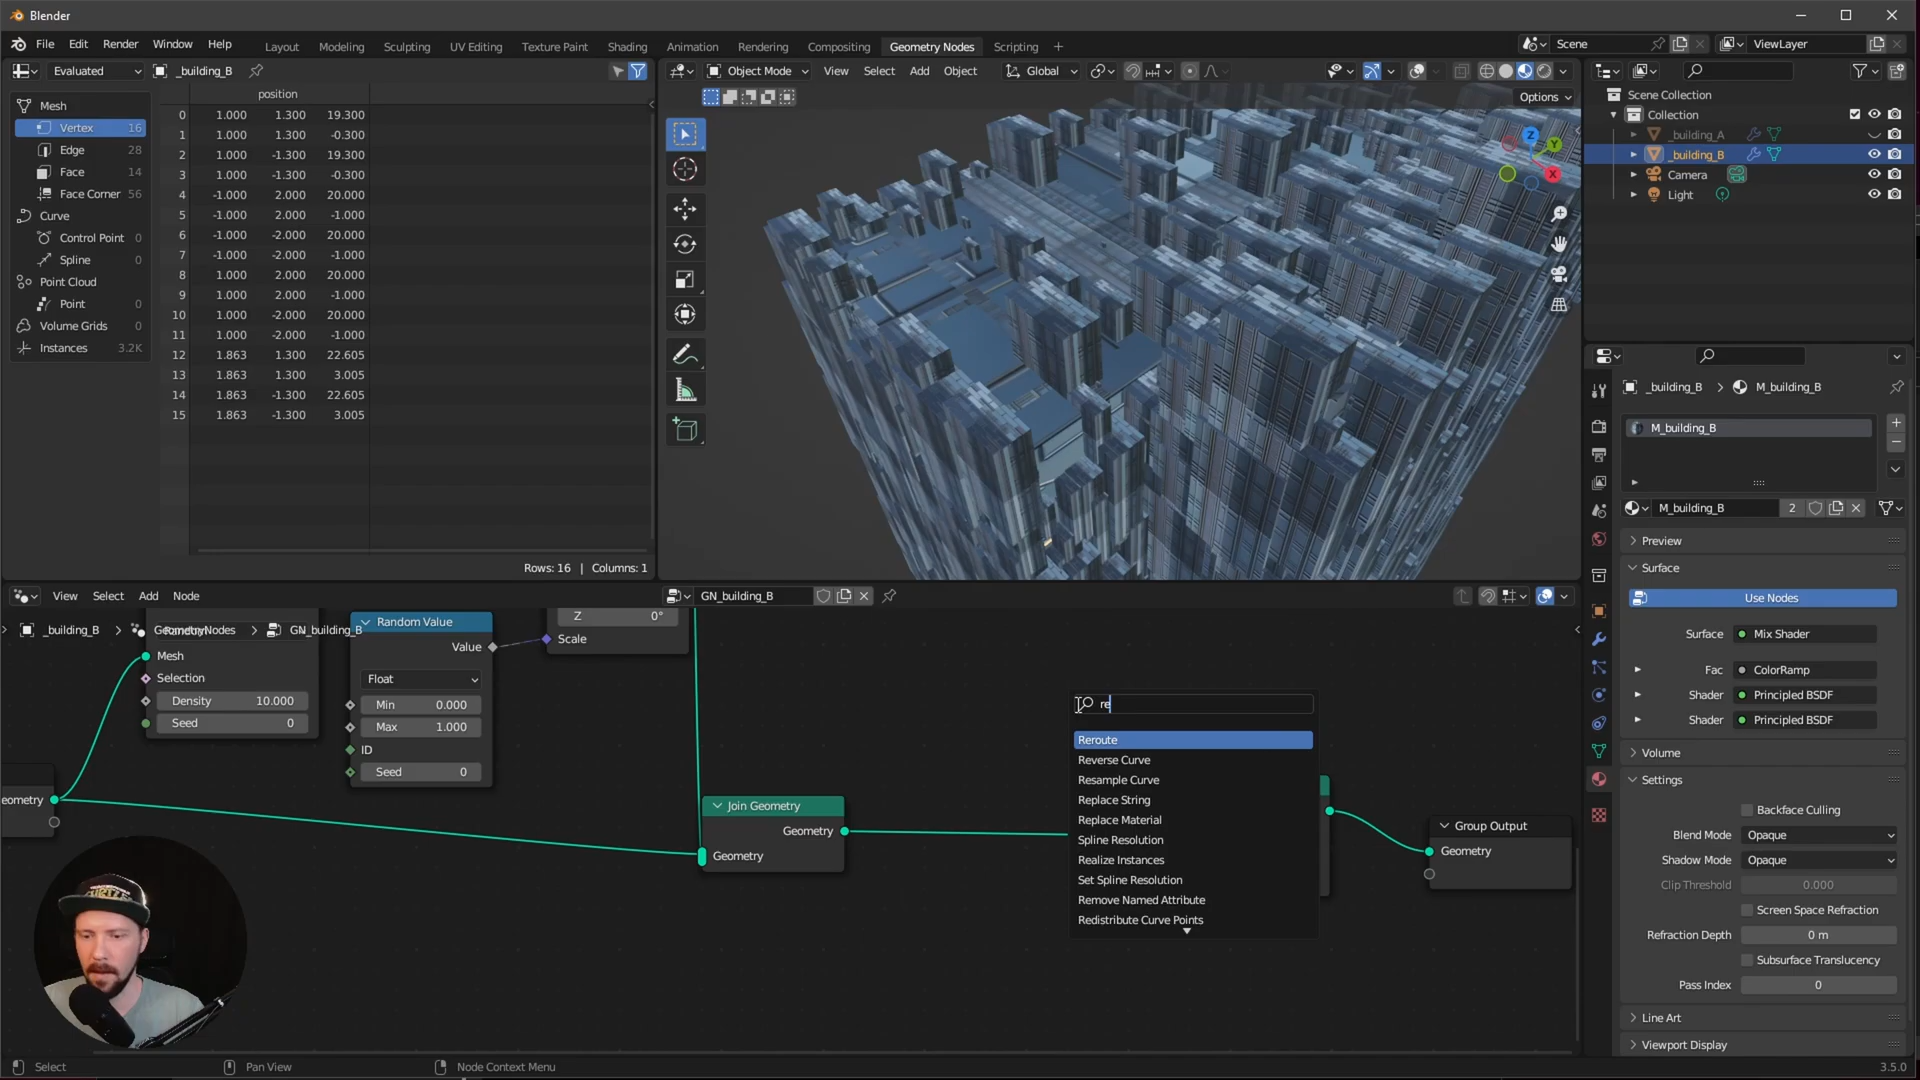 Blender
File Edit Render Window Help
Layout Modeling Sculpting UV Editing Texture Paint Shading Animation Rendering Compositing Geometry Nodes Scripting +
Scene
ViewLayer
Evaluated
_building_B
Object Mode View Select Add Object Global
Options
position
Mesh
Vertex 16
Edge 28
Face 14
Face Corner 56
Curve
Control Point 0
Spline 0
Point Cloud
Point 0
Volume Grids 0
Instances 3.2K
0 1.000 1.300 19.300
1 1.000 1.300 -0.300
2 1.000 -1.300 19.300
3 1.000 -1.300 -0.300
4 -1.000 2.000 20.000
5 -1.000 2.000 -1.000
6 -1.000 -2.000 20.000
7 -1.000 -2.000 -1.000
8 1.000 2.000 20.000
9 1.000 2.000 -1.000
10 1.000 -2.000 20.000
11 1.000 -2.000 -1.000
12 1.863 1.300 22.605
13 1.863 1.300 3.005
14 1.863 -1.300 22.605
15 1.863 -1.300 3.005
Rows: 16 | Columns: 1
Z
Y
X
Scene Collection
Collection
_building_A
_building_B
Camera
Light
_building_B > M_building_B
M_building_B
M_building_B 2
Preview
Surface
Use Nodes
Surface Mix Shader
Fac ColorRamp
Shader Principled BSDF
Shader Principled BSDF
Volume
Settings
Backface Culling
Blend Mode Opaque
Shadow Mode Opaque
Clip Threshold 0.000
Screen Space Refraction
Refraction Depth 0 m
Subsurface Translucency
Pass Index 0
Line Art
Viewport Display
View Select Add Node
GN_building_B
_building_B > GeometryNodes > GN_building_B
Mesh
Selection
Density 10.000
Seed 0
Random Value
Value
Float
Min 0.000
Max 1.000
ID
Seed 0
Z 0°
Scale
eometry
Join Geometry
Geometry
Geometry
re
Reroute
Reverse Curve
Resample Curve
Replace String
Replace Material
Spline Resolution
Realize Instances
Set Spline Resolution
Remove Named Attribute
Redistribute Curve Points
Group Output
Geometry
Select
Pan View
Node Context Menu
3.5.0